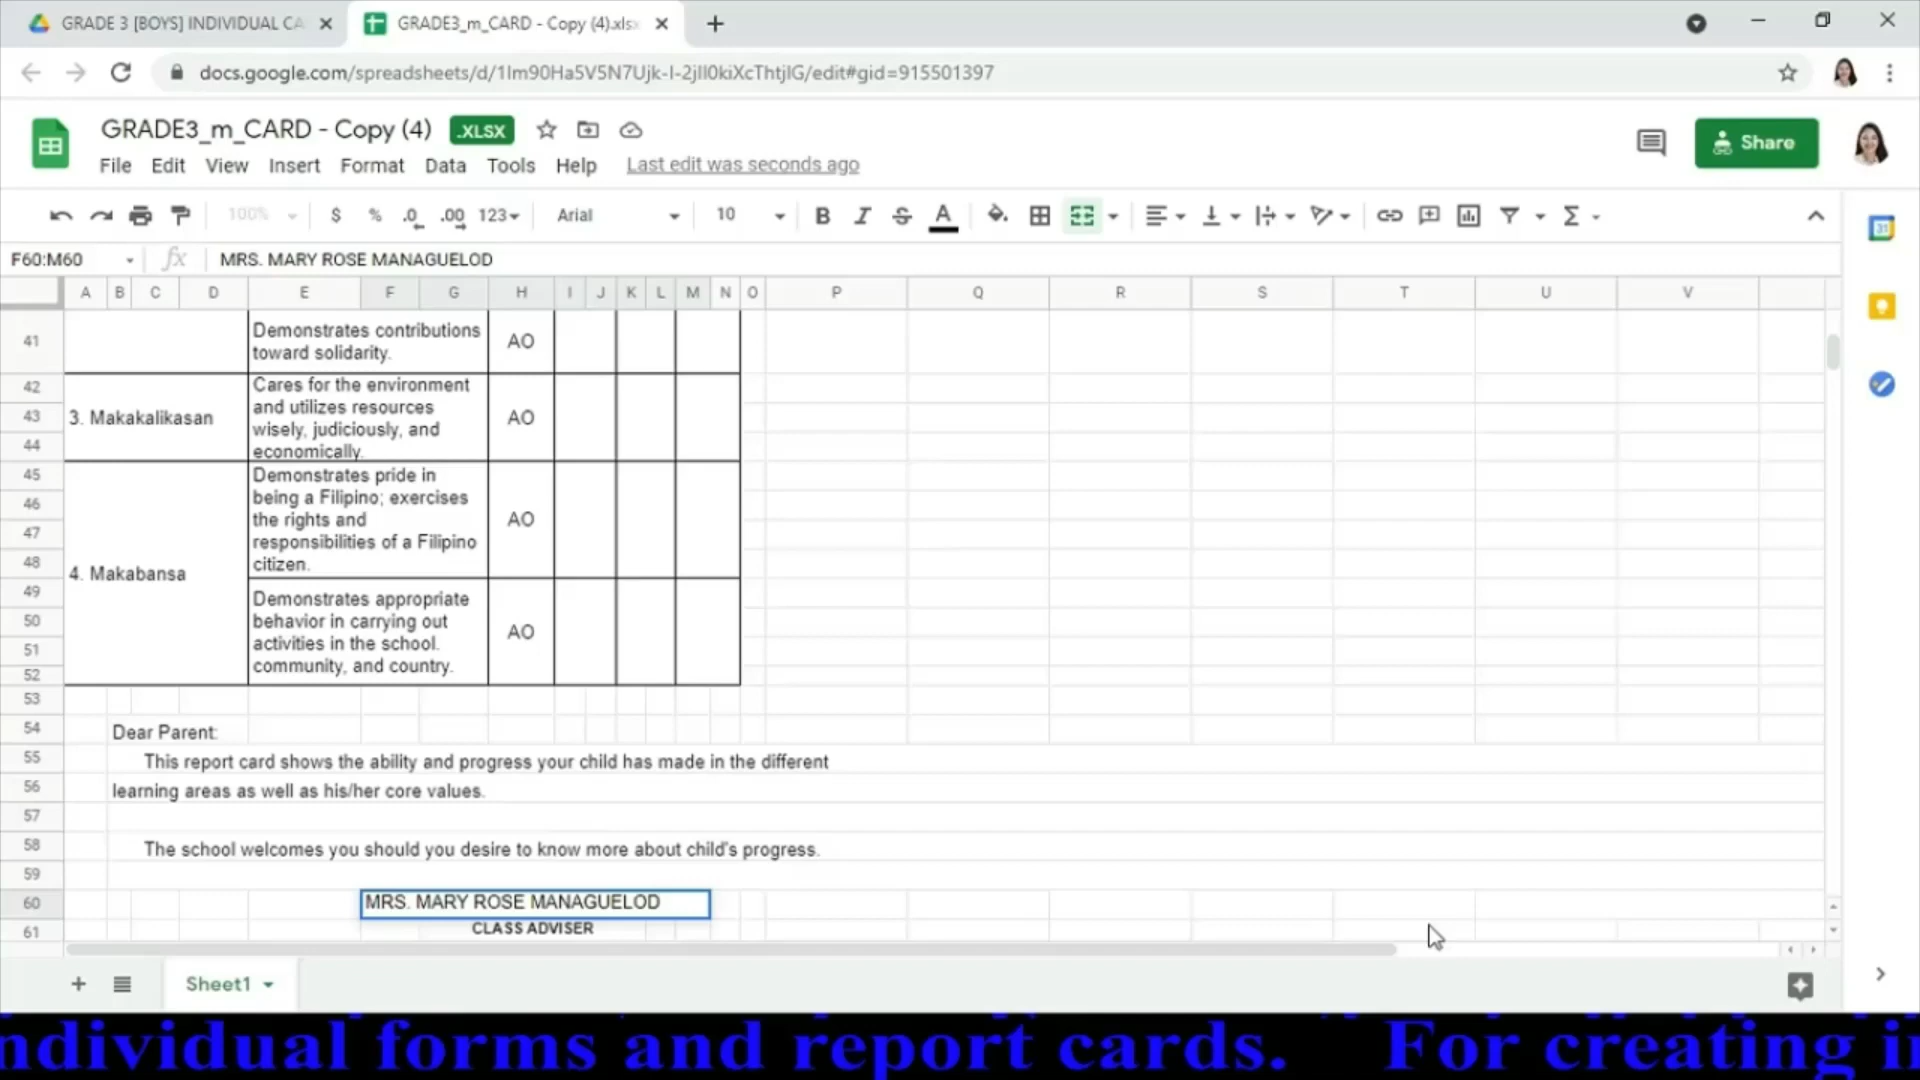 GRADE 3 [BOYS] INDIVIDUAL CA
GRADE3_m_CARD - Copy (4).xls
docs.google.com/spreadsheets/d/1lm90Ha5V5N7Ujk-l-2jll0kiXcThtjlG/edit#gid=915501397
GRADE3_m_CARD - Copy (4) .XLSX
Share
File Edit View Insert Format Data Tools Help Last edit was seconds ago
100% $ % .0 .00 123 Arial 10 B I S A
F60:M60 fx MRS. MARY ROSE MANAGUELOD
31
A B C D E F G H I J K L M N O P Q R S T U V
41 Demonstrates contributions
toward solidarity. AO
42 Cares for the environment
43 3. Makakalikasan and utilizes resources AO
wisely, judiciously, and
44 economically.
45 Demonstrates pride in
46 being a Filipino; exercises
47 the rights and AO
responsibilities of a Filipino
48 citizen.
4. Makabansa
49 Demonstrates appropriate
50 behavior in carrying out AO
51 activities in the school.
52 community, and country.
53
54 Dear Parent:
55 This report card shows the ability and progress your child has made in the different
56 learning areas as well as his/her core values.
57
58 The school welcomes you should you desire to know more about child's progress.
59
60 MRS. MARY ROSE MANAGUELOD
61 CLASS ADVISER
Sheet1
ndividual forms and report cards. For creating in